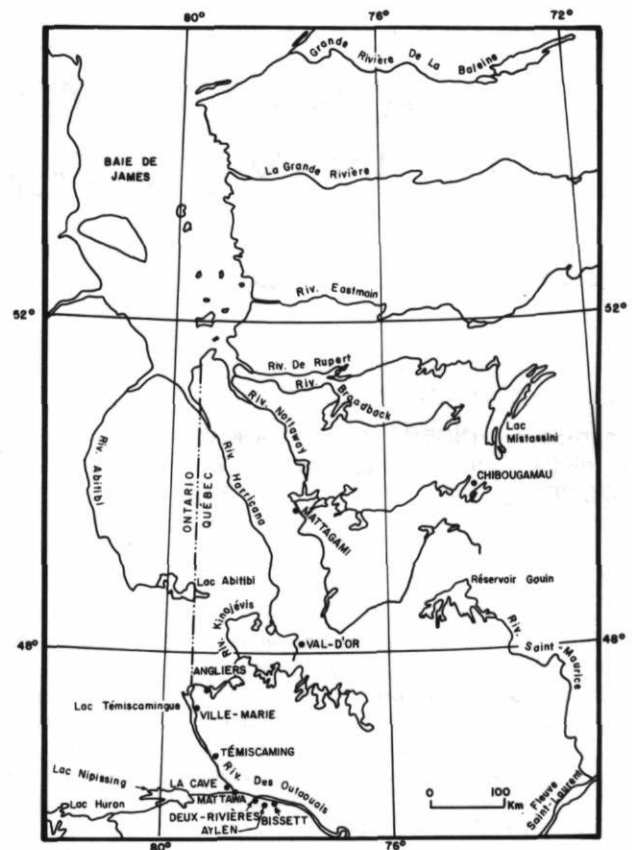 80° 76° 72°
Grande Rivière De La Baleine
BAIE DE
JAMES
La Grande Rivière
Riv. Eastmain
52° 52°
Riv. De Rupert
Riv. Broadback
Riv. Nottaway
Lac
Mistassini
Riv. Harricana
Riv. Abitibi
CHIBOUGAMAU
ONTARIO
QUÉBEC
MATTAGAMI
Lac Abitibi
Réservoir Gouin
Riv. Kinojévis
Riv. Saint-Maurice
48° VAL-D'OR 48°
ANGLIERS
Lac Témiscamingue
VILLE-MARIE
TÉMISCAMING
Lac Nipissing
LA CAVE
Riv. Des Outaouais
0 100
Km
MATTAWA
Lac Huron
DEUX-RIVIÈRES
BISSETT
AYLEN
Fleuve
Saint-Laurent
80° 76°